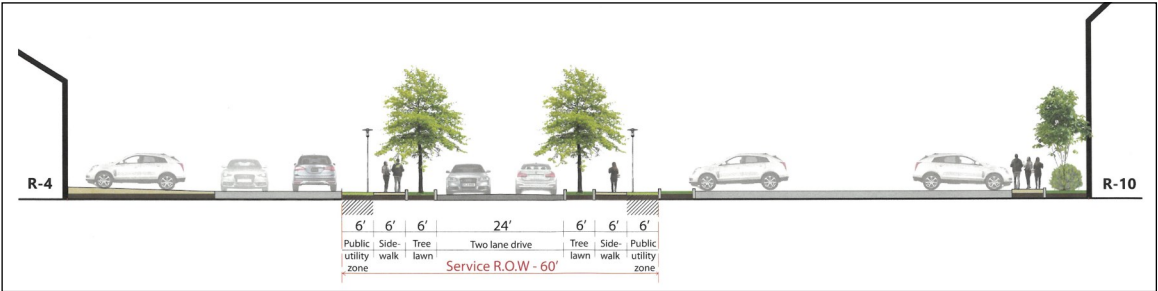 R-4
R-10
6’ 6’ 6’ 24’ 6’ 6’ 6’
Public Side- Tree Two lane drive Tree Side- Public
utility walk lawn lawn walk utility
zone zone
Service R.O.W - 60’